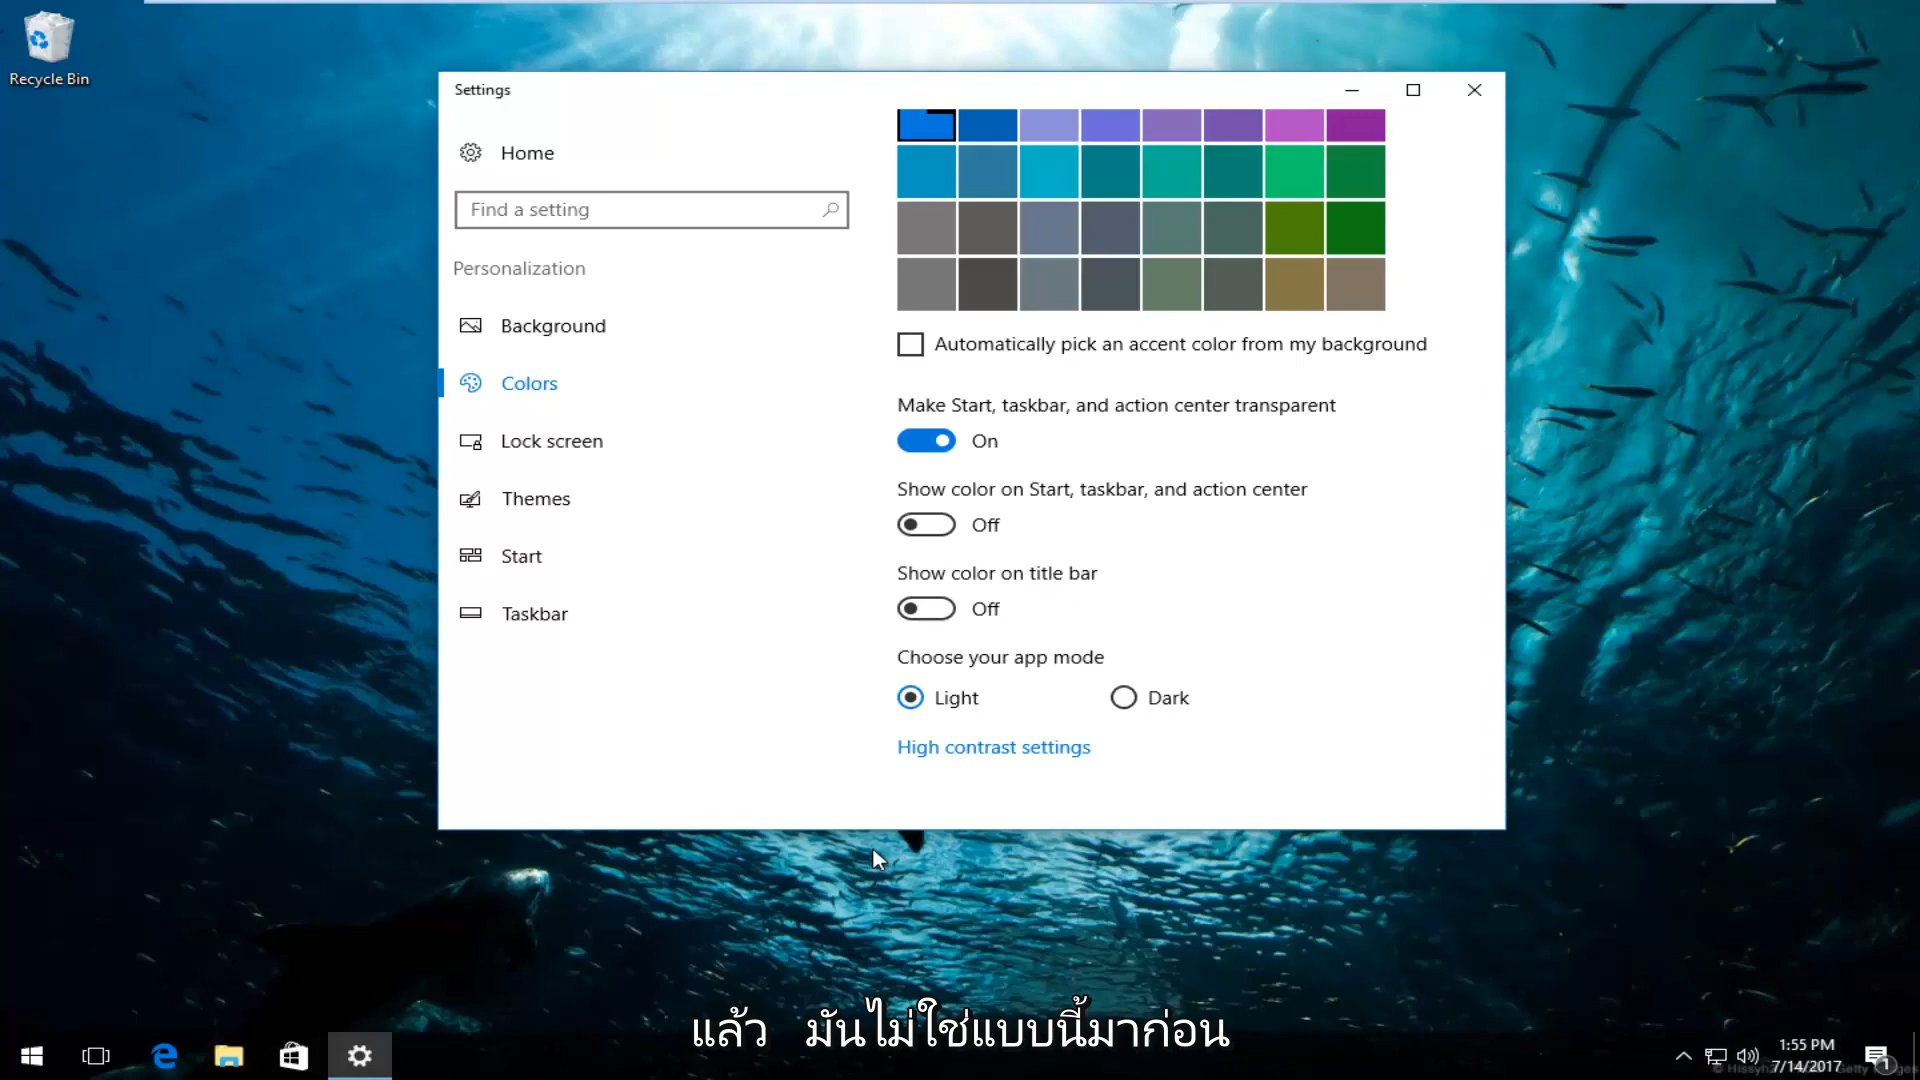 Recycle Bin
Settings
Home
Find a setting
Personalization
Background
Colors
Lock screen
Themes
Start
Taskbar
Automatically pick an accent color from my background
Make Start, taskbar, and action center transparent
On
Show color on Start, taskbar, and action center
Off
Show color on title bar
Off
Choose your app mode
Light Dark
High contrast settings
แล้ว มันไม่ใช่แบบนี้มาก่อน
1:55 PM
7/14/2017
1